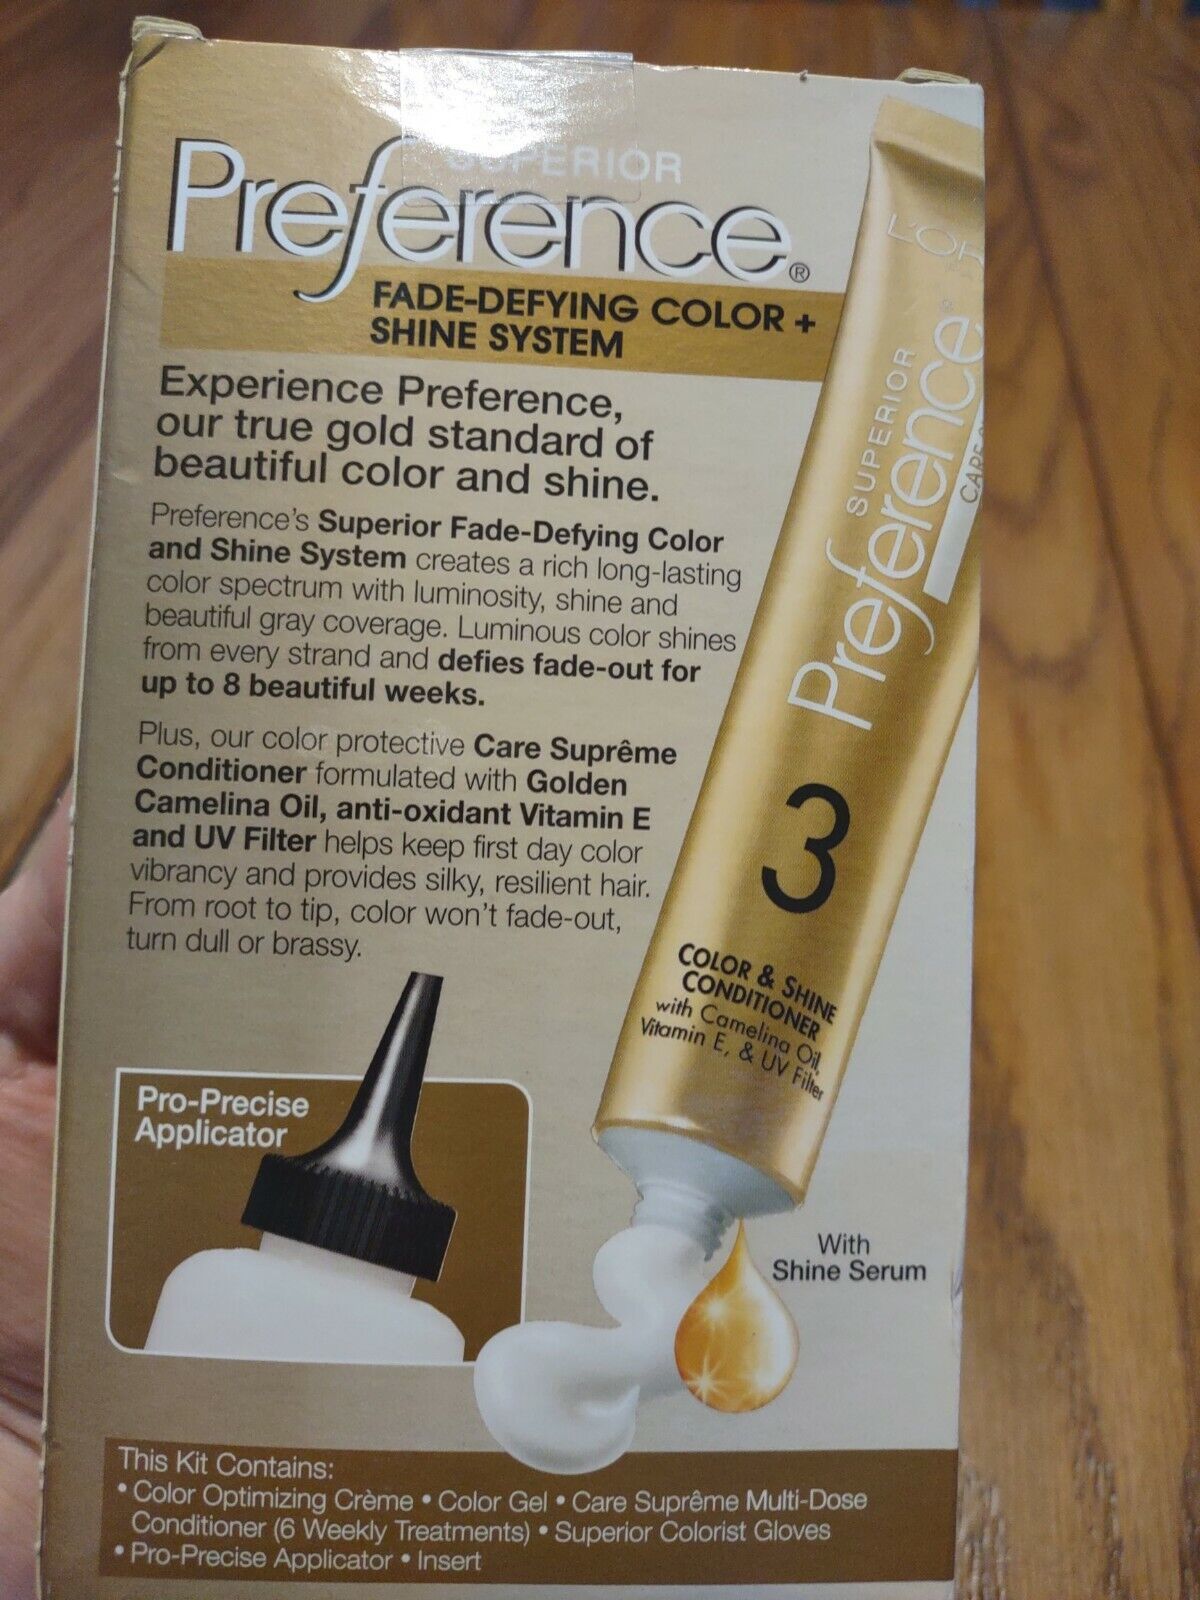 SUPERIOR
Preference®
FADE-DEFYING COLOR +
SHINE SYSTEM
Experience Preference,
our true gold standard of
beautiful color and shine.
Preference's Superior Fade-Defying Color
and Shine System creates a rich long-lasting
color spectrum with luminosity, shine and
beautiful gray coverage. Luminous color shines
from every strand and defies fade-out for
up to 8 beautiful weeks.
Plus, our color protective Care Suprême
Conditioner formulated with Golden
Camelina Oil, anti-oxidant Vitamin E
and UV Filter helps keep first day color
vibrancy and provides silky, resilient hair.
From root to tip, color won't fade-out,
turn dull or brassy.
Pro-Precise
Applicator
L'OR
SUPERIOR
Preference
3
COLOR & SHINE
CONDITIONER
with Camelina Oil,
Vitamin E, & UV Filter
With
Shine Serum
This Kit Contains:
• Color Optimizing Crème • Color Gel • Care Suprême Multi-Dose
Conditioner (6 Weekly Treatments) • Superior Colorist Gloves
• Pro-Precise Applicator • Insert